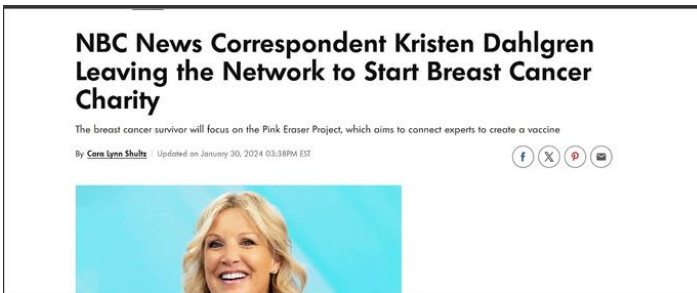 NBC News Correspondent Kristen Dahlgren
Leaving the Network to Start Breast Cancer
Charity
The breast cancer survivor will focus on the Pink Eraser Project, which aims to connect experts to create a vaccine
By Cara Lynn Shultz | Updated on January 30, 2024 03:38PM EST